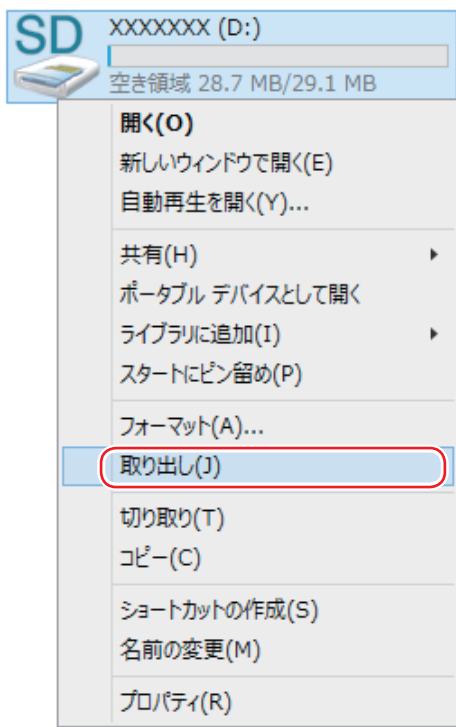 SD
XXXXXXX (D:)
空き領域 28.7 MB/29.1 MB
開く(O)
新しいウィンドウで開く(E)
自動再生を開く(Y)...
共有(H)
ポータブル デバイスとして開く
ライブラリに追加(I)
スタートにピン留め(P)
フォーマット(A)...
取り出し(J)
切り取り(T)
コピー(C)
ショートカットの作成(S)
名前の変更(M)
プロパティ(R)